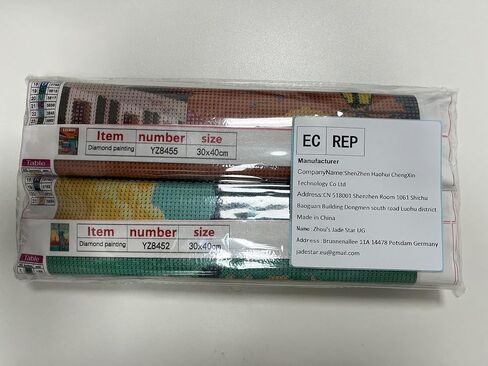 Item number size
Diamond painting YZ8455 30x40cm
Table
Item number size
Diamond painting YZ8452 30x40cm
Table
EC REP
Manufacturer
CompanyName:ShenZhen Haohui ChengXin
Technology Co Ltd
Address:CN 518001 Shenzhen Room 1061 Shichu
Baoguan Building Dongmen south road Luohu district.
Made in China
Name :Zhou's Jade Star UG
Address: Brunnenallee 11A 14478 Potsdam Germany
jadestar.eu@gmail.com